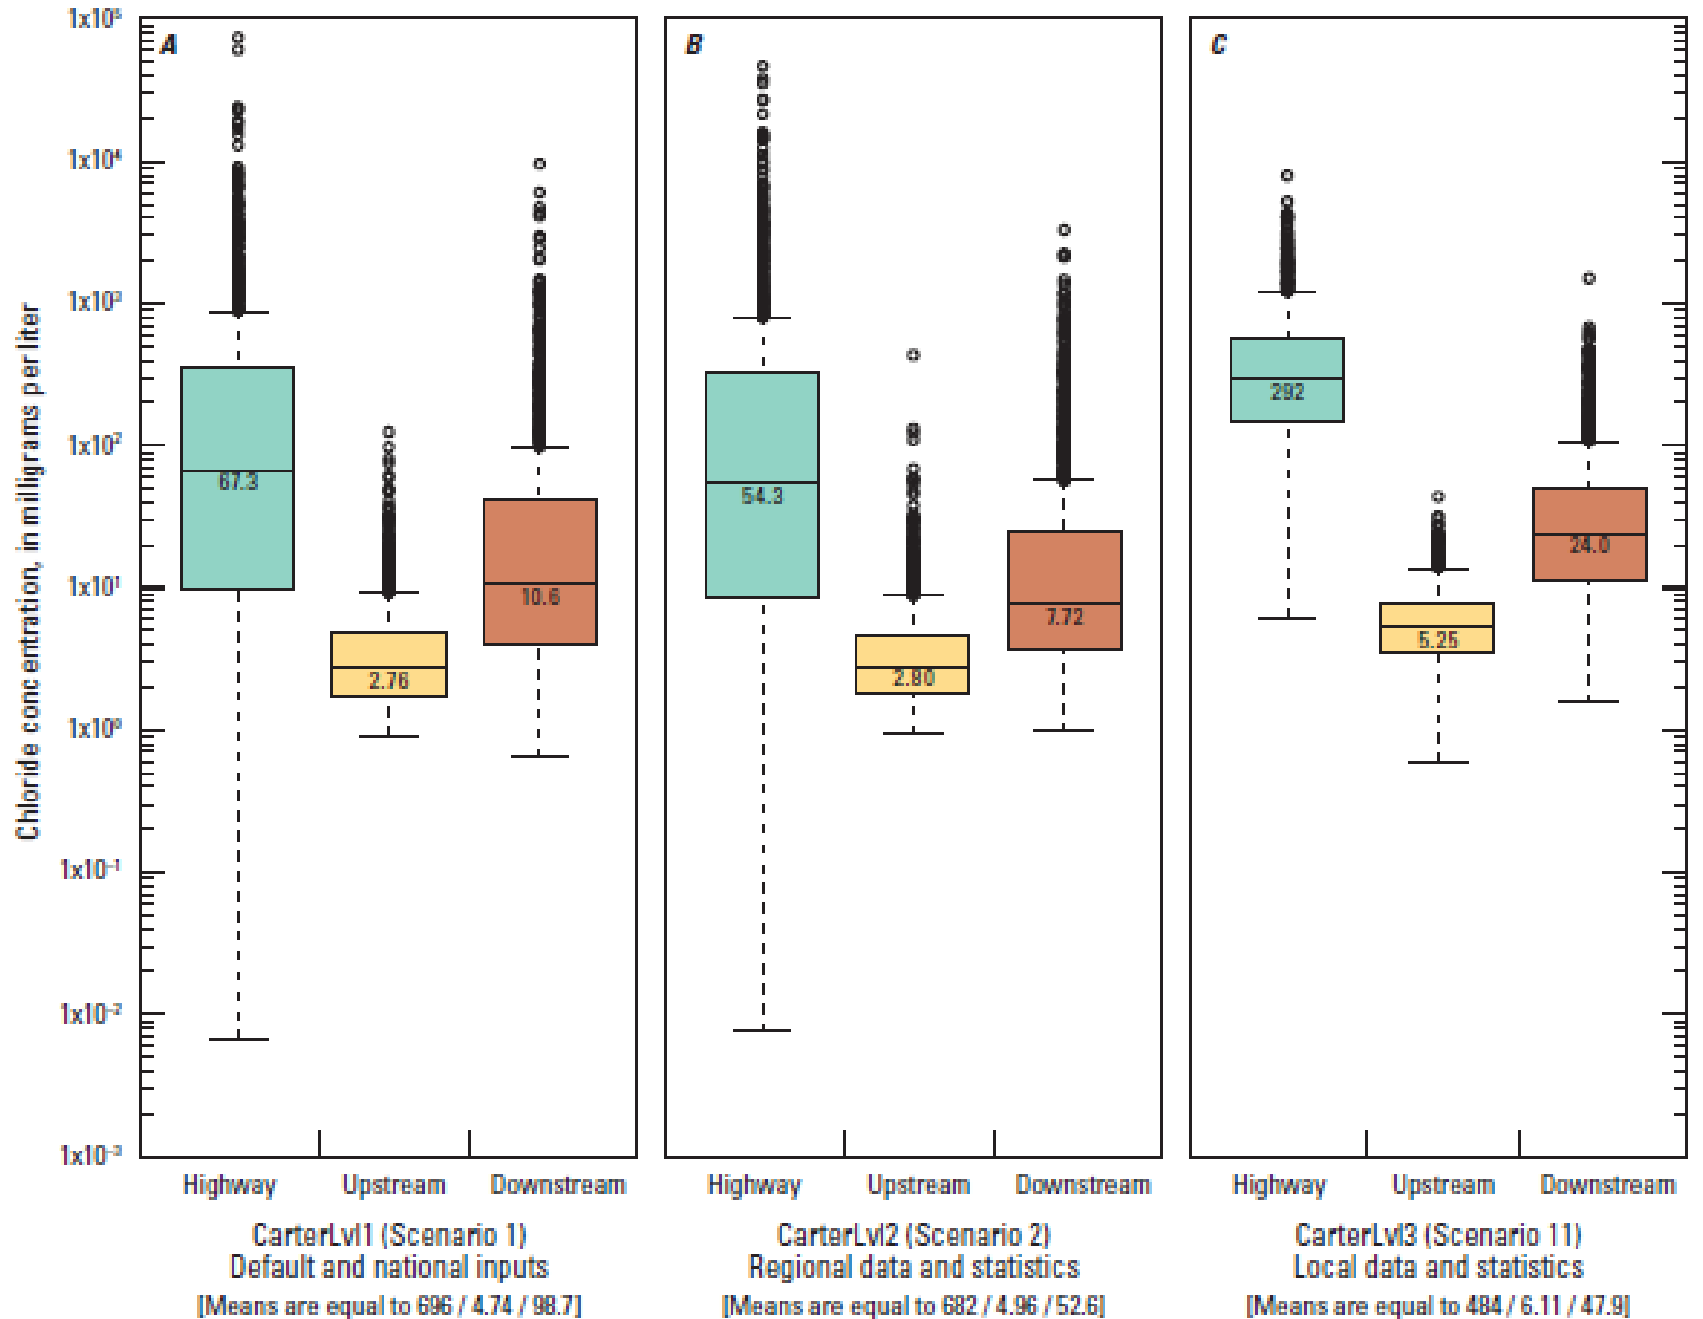 Chloride concentration, in milligrams per liter
1x10⁵
1x10⁴
1x10³
1x10²
1x10¹
1x10⁰
1x10⁻¹
1x10⁻²
1x10⁻³
A
67.3
2.76
10.6
Highway Upstream Downstream
CarterLvl1 (Scenario 1)
Default and national inputs
[Means are equal to 696 / 4.74 / 98.7]
B
54.3
2.80
7.72
Highway Upstream Downstream
CarterLvl2 (Scenario 2)
Regional data and statistics
[Means are equal to 682 / 4.96 / 52.6]
C
292
5.25
24.0
Highway Upstream Downstream
CarterLvl3 (Scenario 11)
Local data and statistics
[Means are equal to 484 / 6.11 / 47.9]